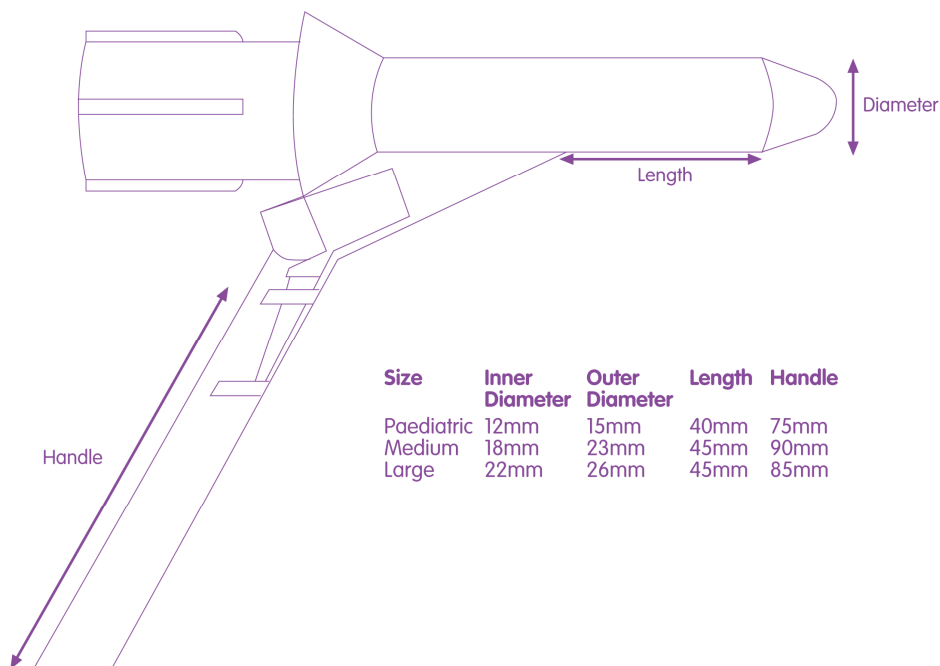 Diameter
Length
Size Inner Diameter Outer Diameter Length Handle
Paediatric 12mm 15mm 40mm 75mm
Medium 18mm 23mm 45mm 90mm
Large 22mm 26mm 45mm 85mm
Handle